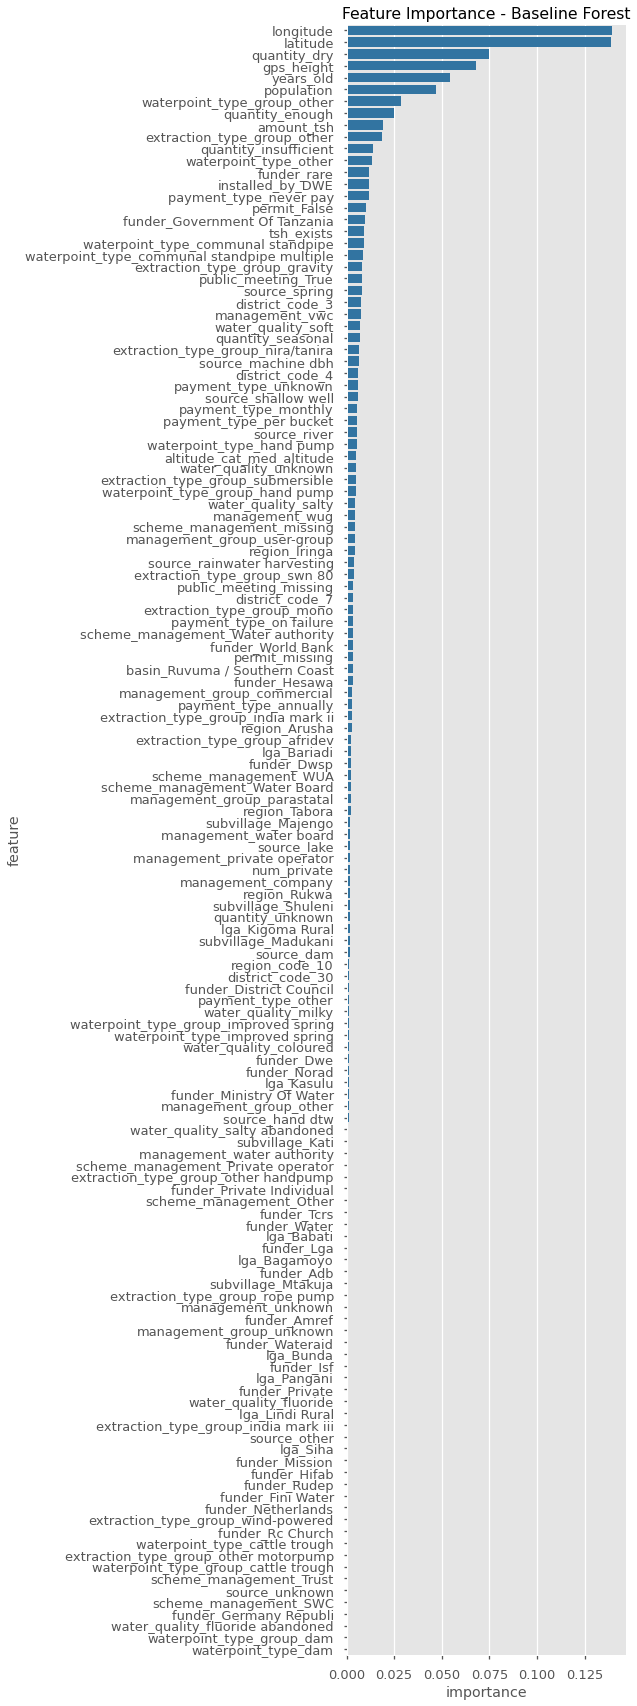 Feature Importance - Baseline Forest
longitude
latitude
quantity_dry
gps_height
years_old
population
waterpoint_type_group_other
quantity_enough
amount_tsh
extraction_type_group_other
quantity_insufficient
waterpoint_type_other
funder_rare
installed_by_DWE
payment_type_never pay
permit_False
funder_Government Of Tanzania
tsh_exists
waterpoint_type_communal standpipe
waterpoint_type_communal standpipe multiple
extraction_type_group_gravity
public_meeting_True
source_spring
district_code_3
management_vwc
water_quality_soft
quantity_seasonal
extraction_type_group_nira/tanira
source_machine dbh
district_code_4
payment_type_unknown
source_shallow well
payment_type_monthly
payment_type_per bucket
source_river
waterpoint_type_hand pump
altitude_cat_med_altitude
water_quality_unknown
extraction_type_group_submersible
waterpoint_type_group_hand pump
water_quality_salty
management_wug
scheme_management_missing
management_group_user-group
region_Iringa
source_rainwater harvesting
extraction_type_group_swn 80
public_meeting_missing
district_code_7
extraction_type_group_mono
payment_type_on failure
scheme_management_Water authority
funder_World Bank
permit_missing
basin_Ruvuma / Southern Coast
funder_Hesawa
management_group_commercial
payment_type_annually
extraction_type_group_india mark ii
region_Arusha
extraction_type_group_afridev
lga_Bariadi
funder_Dwsp
scheme_management_WUA
scheme_management_Water Board
management_group_parastatal
region_Tabora
subvillage_Majengo
management_water board
source_lake
management_private operator
num_private
management_company
region_Rukwa
subvillage_Shuleni
quantity_unknown
lga_Kigoma Rural
subvillage_Madukani
source_dam
region_code_10
district_code_30
funder_District Council
payment_type_other
water_quality_milky
waterpoint_type_group_improved spring
waterpoint_type_improved spring
water_quality_coloured
funder_Dwe
funder_Norad
lga_Kasulu
funder_Ministry Of Water
management_group_other
source_hand dtw
water_quality_salty abandoned
subvillage_Kati
management_water authority
scheme_management_Private operator
extraction_type_group_other handpump
funder_Private Individual
scheme_management_Other
funder_Tcrs
funder_Water
lga_Babati
funder_Lga
lga_Bagamoyo
funder_Adb
subvillage_Mtakuja
extraction_type_group_rope pump
management_unknown
funder_Amref
management_group_unknown
funder_Wateraid
lga_Bunda
funder_Isf
lga_Pangani
funder_Private
water_quality_fluoride
lga_Lindi Rural
extraction_type_group_india mark iii
source_other
lga_Siha
funder_Mission
funder_Hifab
funder_Rudep
funder_Fini Water
funder_Netherlands
extraction_type_group_wind-powered
funder_Rc Church
waterpoint_type_cattle trough
extraction_type_group_other motorpump
waterpoint_type_group_cattle trough
scheme_management_Trust
source_unknown
scheme_management_SWC
funder_Germany Republi
water_quality_fluoride abandoned
waterpoint_type_group_dam
waterpoint_type_dam
feature
0.000 0.025 0.050 0.075 0.100 0.125
importance